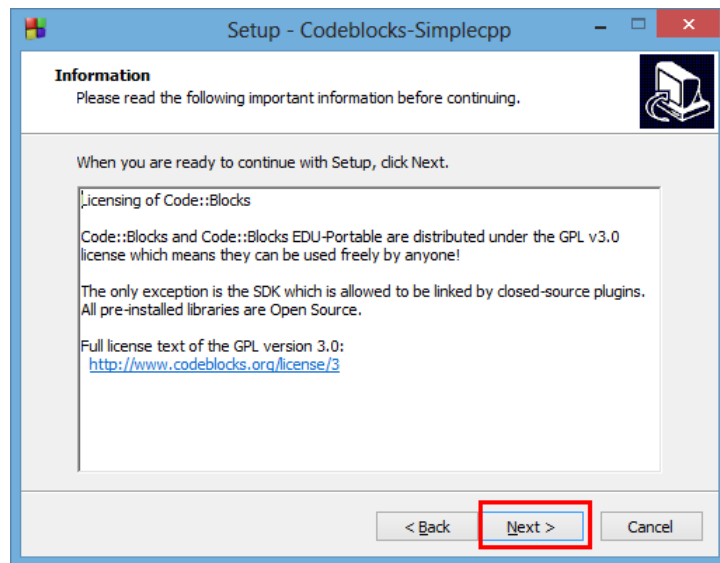 Setup - Codeblocks-Simplecpp
Information
Please read the following important information before continuing.
When you are ready to continue with Setup, click Next.
Licensing of Code::Blocks
Code::Blocks and Code::Blocks EDU-Portable are distributed under the GPL v3.0
license which means they can be used freely by anyone!
The only exception is the SDK which is allowed to be linked by closed-source plugins.
All pre-installed libraries are Open Source.
Full license text of the GPL version 3.0:
http://www.codeblocks.org/license/3
< Back Next > Cancel